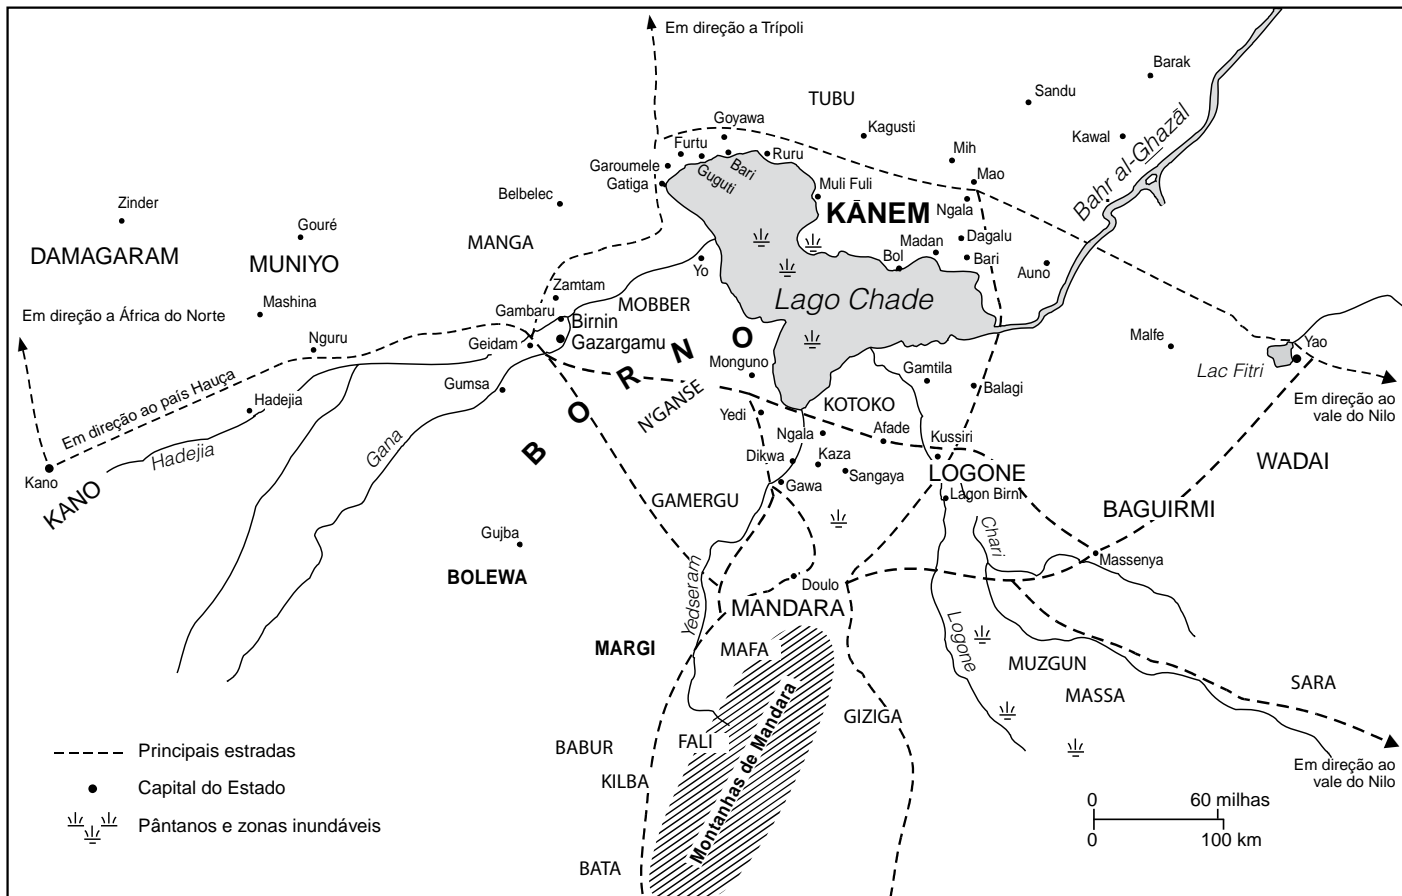 Em direção a Trípoli
Barak
Sandu
TUBU
Goyawa
Kagusti
Kawal
Furtu
Ruru
Mih
Garoumele
Guguti
Bari
Mao
Gatiga
Muli Fuli
Bahr al-Ghazāl
Belbelec
KĀNEM
Ngala
Zinder
Gouré
MANGA
Dagalu
Madan
DAMAGARAM
MUNIYO
Yo
Bol
Bari
Auno
Zamtam
Lago Chade
Mashina
MOBBER
Em direção a África do Norte
Gambaru
Birnin
Gazargamu
Malfe
Nguru
Geidam
Yao
Lac Fitri
Monguno
Gamtila
Balagi
Gumsa
BORNO
N'GANSE
Em direção ao
vale do Nilo
Em direção ao país Hauça
Hadejia
Yedi
KOTOKO
Hadejia
Gana
Ngala
Afade
Kussiri
Dikwa
Kaza
WADAI
Kano
KANO
Gawa
Sangaya
LOGONE
Lagon Birni
GAMERGU
BAGUIRMI
Gujba
Chari
Massenya
BOLEWA
Yedseram
Doulo
MANDARA
MARGI
MAFA
Logone
MUZGUN
SARA
MASSA
Montanhas de Mandara
GIZIGA
FALI
BABUR
Principais estradas
KILBA
Em direção ao
vale do Nilo
Capital do Estado
0 60 milhas
Pântanos e zonas inundáveis
0 100 km
BATA